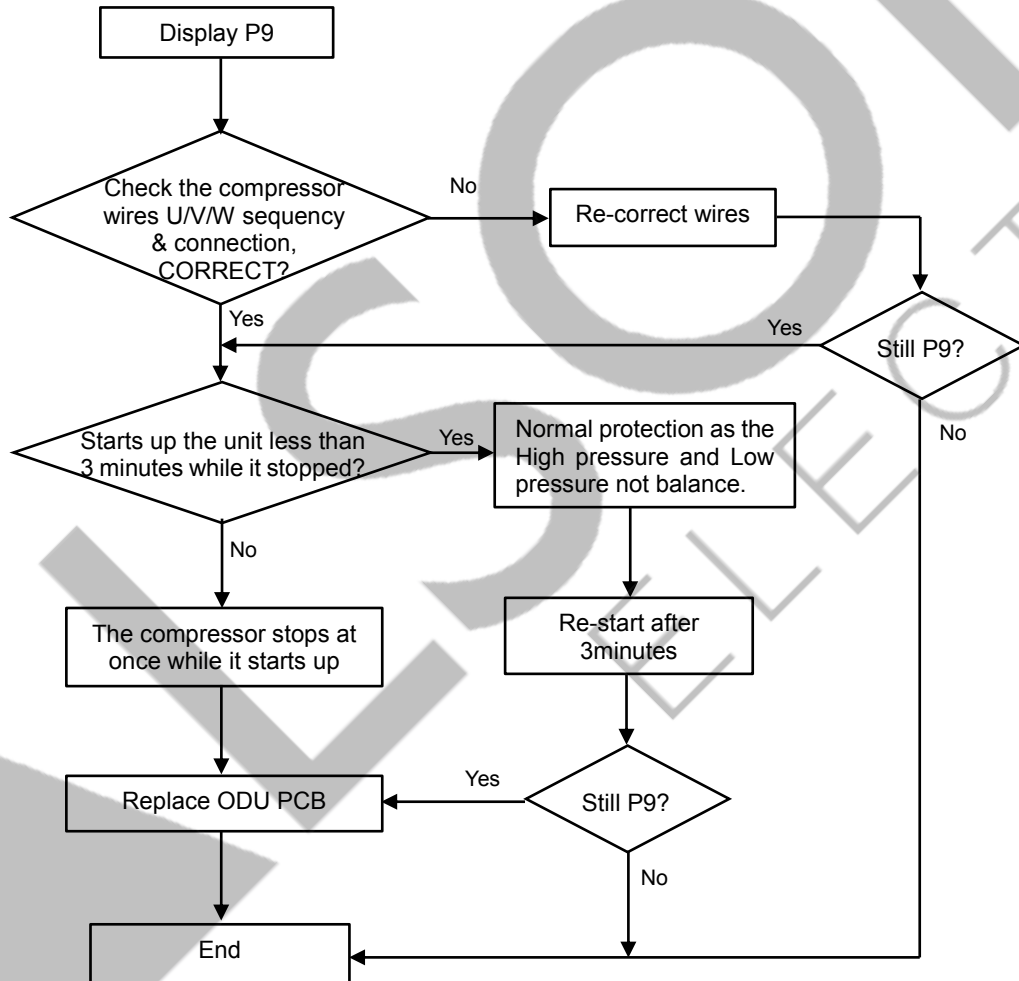 Display P9
Check the compressor
wires U/V/W sequency
& connection,
CORRECT?
No
Re-correct wires
Yes
Yes
Still P9?
No
Starts up the unit less than
3 minutes while it stopped?
Yes
Normal protection as the
High pressure and Low
pressure not balance.
No
The compressor stops at
once while it starts up
Re-start after
3minutes
Replace ODU PCB
Yes
Still P9?
No
End